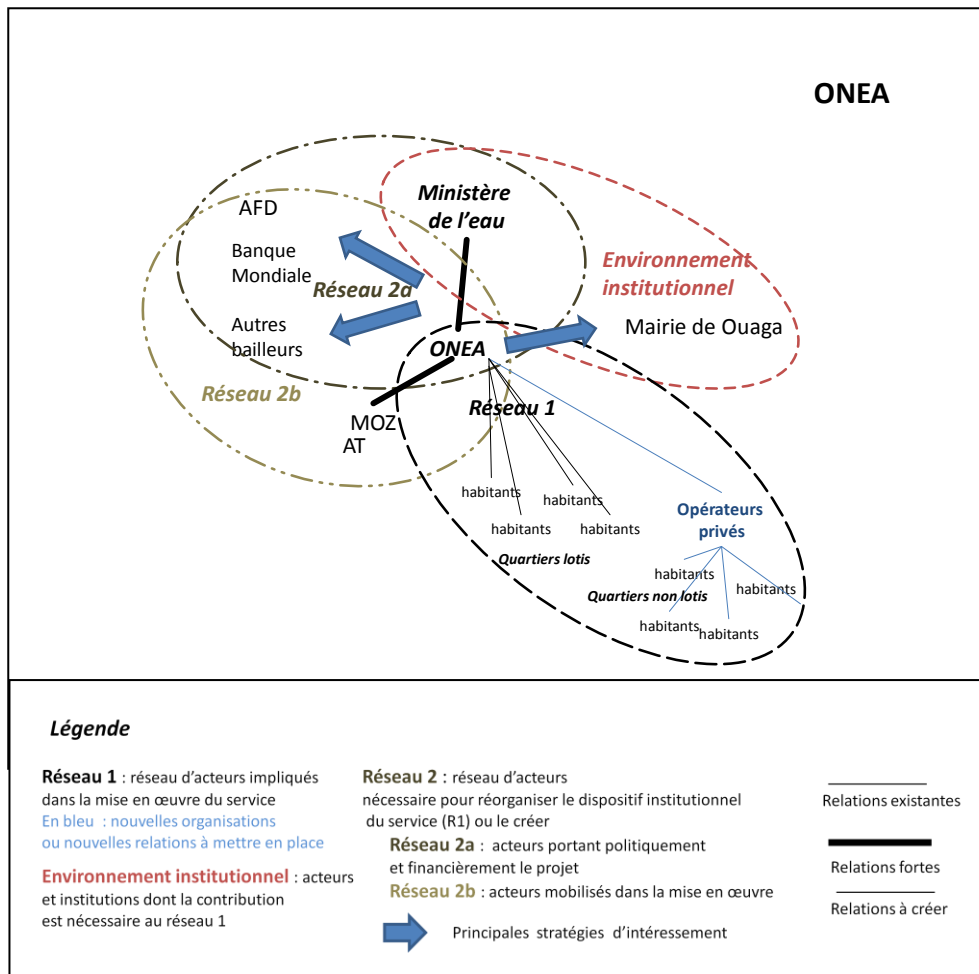 ONEA
Ministère
de l'eau
AFD
Banque
Mondiale
Réseau 2a
Environnement
institutionnel
Mairie de Ouaga
Autres
bailleurs
ONEA
Réseau 2b
Réseau 1
MOZ
AT
habitants
habitants
habitants
habitants
Quartiers lotis
Opérateurs
privés
habitants
habitants
Quartiers non lotis
habitants
habitants
Légende
Réseau 1 : réseau d'acteurs impliqués
dans la mise en œuvre du service
En bleu : nouvelles organisations
ou nouvelles relations à mettre en place
Environnement institutionnel : acteurs
et institutions dont la contribution
est nécessaire au réseau 1
Réseau 2 : réseau d'acteurs
nécessaire pour réorganiser le dispositif institutionnel
du service (R1) ou le créer
Réseau 2a : acteurs portant politiquement
et financièrement le projet
Réseau 2b : acteurs mobilisés dans la mise en œuvre
Principales stratégies d'intéressement
Relations existantes
Relations fortes
Relations à créer